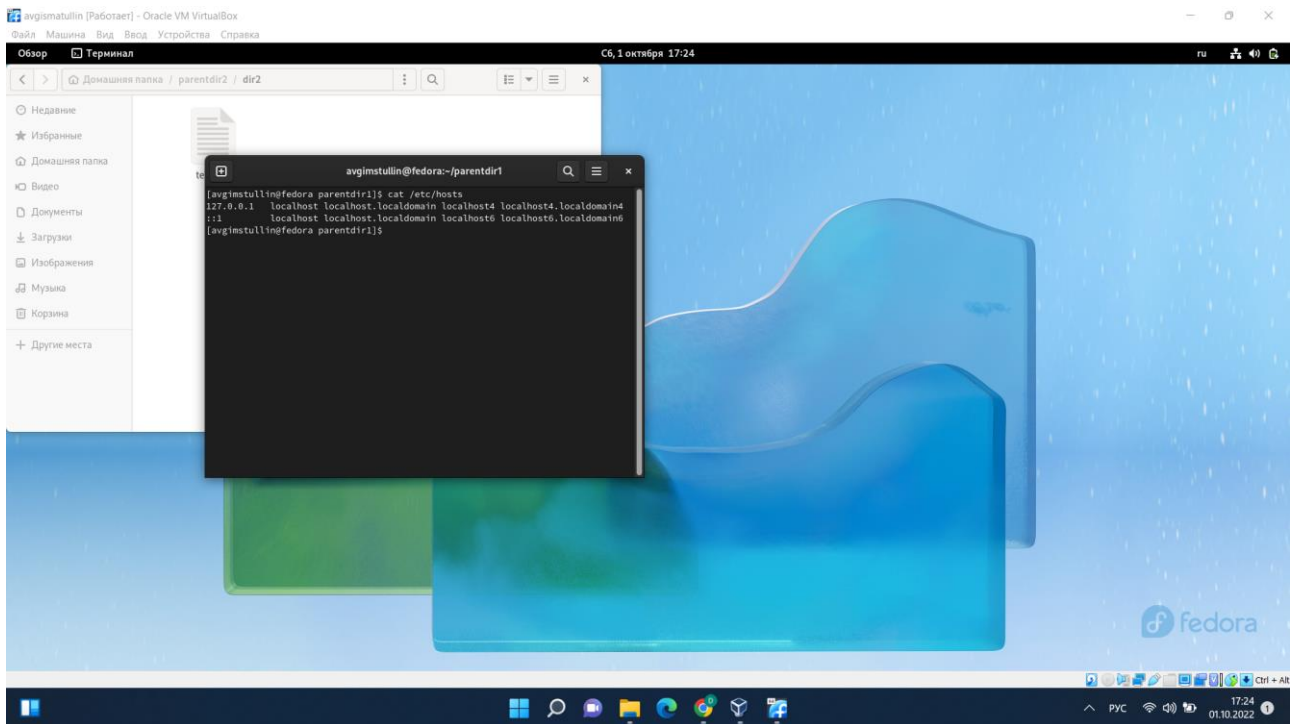 avgismatullin [Работает] - Oracle VM VirtualBox
Файл Машина Вид Ввод Устройства Справка
Обзор Терминал Сб, 1 октября 17:24 ru
Домашняя папка / parentdir2 / dir2
Недавние
Избранные
Домашняя папка
Видео
Документы
Загрузки
Изображения
Музыка
Корзина
Другие места
te
avgimstullin@fedora:~/parentdir1
[avgimstullin@fedora parentdir1]$ cat /etc/hosts
127.0.0.1 localhost localhost.localdomain localhost4 localhost4.localdomain4
::1 localhost localhost.localdomain localhost6 localhost6.localdomain6
[avgimstullin@fedora parentdir1]$
fedora
Ctrl + Alt
РУС
17:24
01.10.2022
1